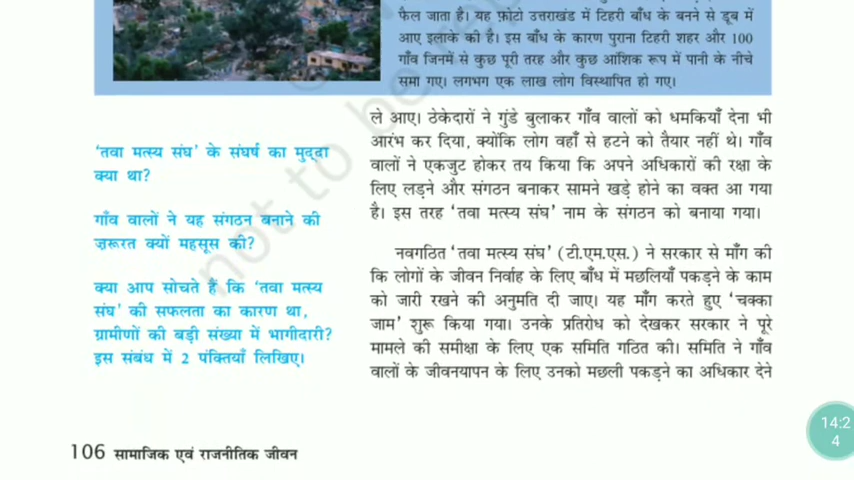 फैल जाता है। यह फ़ोटो उत्तराखंड में टिहरी बाँध के बनने से डूब में
आए इलाके की है। इस बाँध के कारण पुराना टिहरी शहर और 100
गाँव जिनमें से कुछ पूरी तरह और कुछ आंशिक रूप में पानी के नीचे
समा गए। लगभग एक लाख लोग विस्थापित हो गए।
'तवा मत्स्य संघ' के संघर्ष का मुद्दा
क्या था?
गाँव वालों ने यह संगठन बनाने की
ज़रूरत क्यों महसूस की?
क्या आप सोचते हैं कि 'तवा मत्स्य
संघ' की सफलता का कारण था,
ग्रामीणों की बड़ी संख्या में भागीदारी?
इस संबंध में 2 पंक्तियाँ लिखिए।
ले आए। ठेकेदारों ने गुंडे बुलाकर गाँव वालों को धमकियाँ देना भी
आरंभ कर दिया, क्योंकि लोग वहाँ से हटने को तैयार नहीं थे। गाँव
वालों ने एकजुट होकर तय किया कि अपने अधिकारों की रक्षा के
लिए लड़ने और संगठन बनाकर सामने खड़े होने का वक्त आ गया
है। इस तरह 'तवा मत्स्य संघ' नाम के संगठन को बनाया गया।
नवगठित 'तवा मत्स्य संघ' (टी.एम.एस.) ने सरकार से माँग की
कि लोगों के जीवन निर्वाह के लिए बाँध में मछलियाँ पकड़ने के काम
को जारी रखने की अनुमति दी जाए। यह माँग करते हुए 'चक्का
जाम' शुरू किया गया। उनके प्रतिरोध को देखकर सरकार ने पूरे
मामले की समीक्षा के लिए एक समिति गठित की। समिति ने गाँव
वालों के जीवनयापन के लिए उनको मछली पकड़ने का अधिकार देने
106 सामाजिक एवं राजनीतिक जीवन
14:2
4
not to be